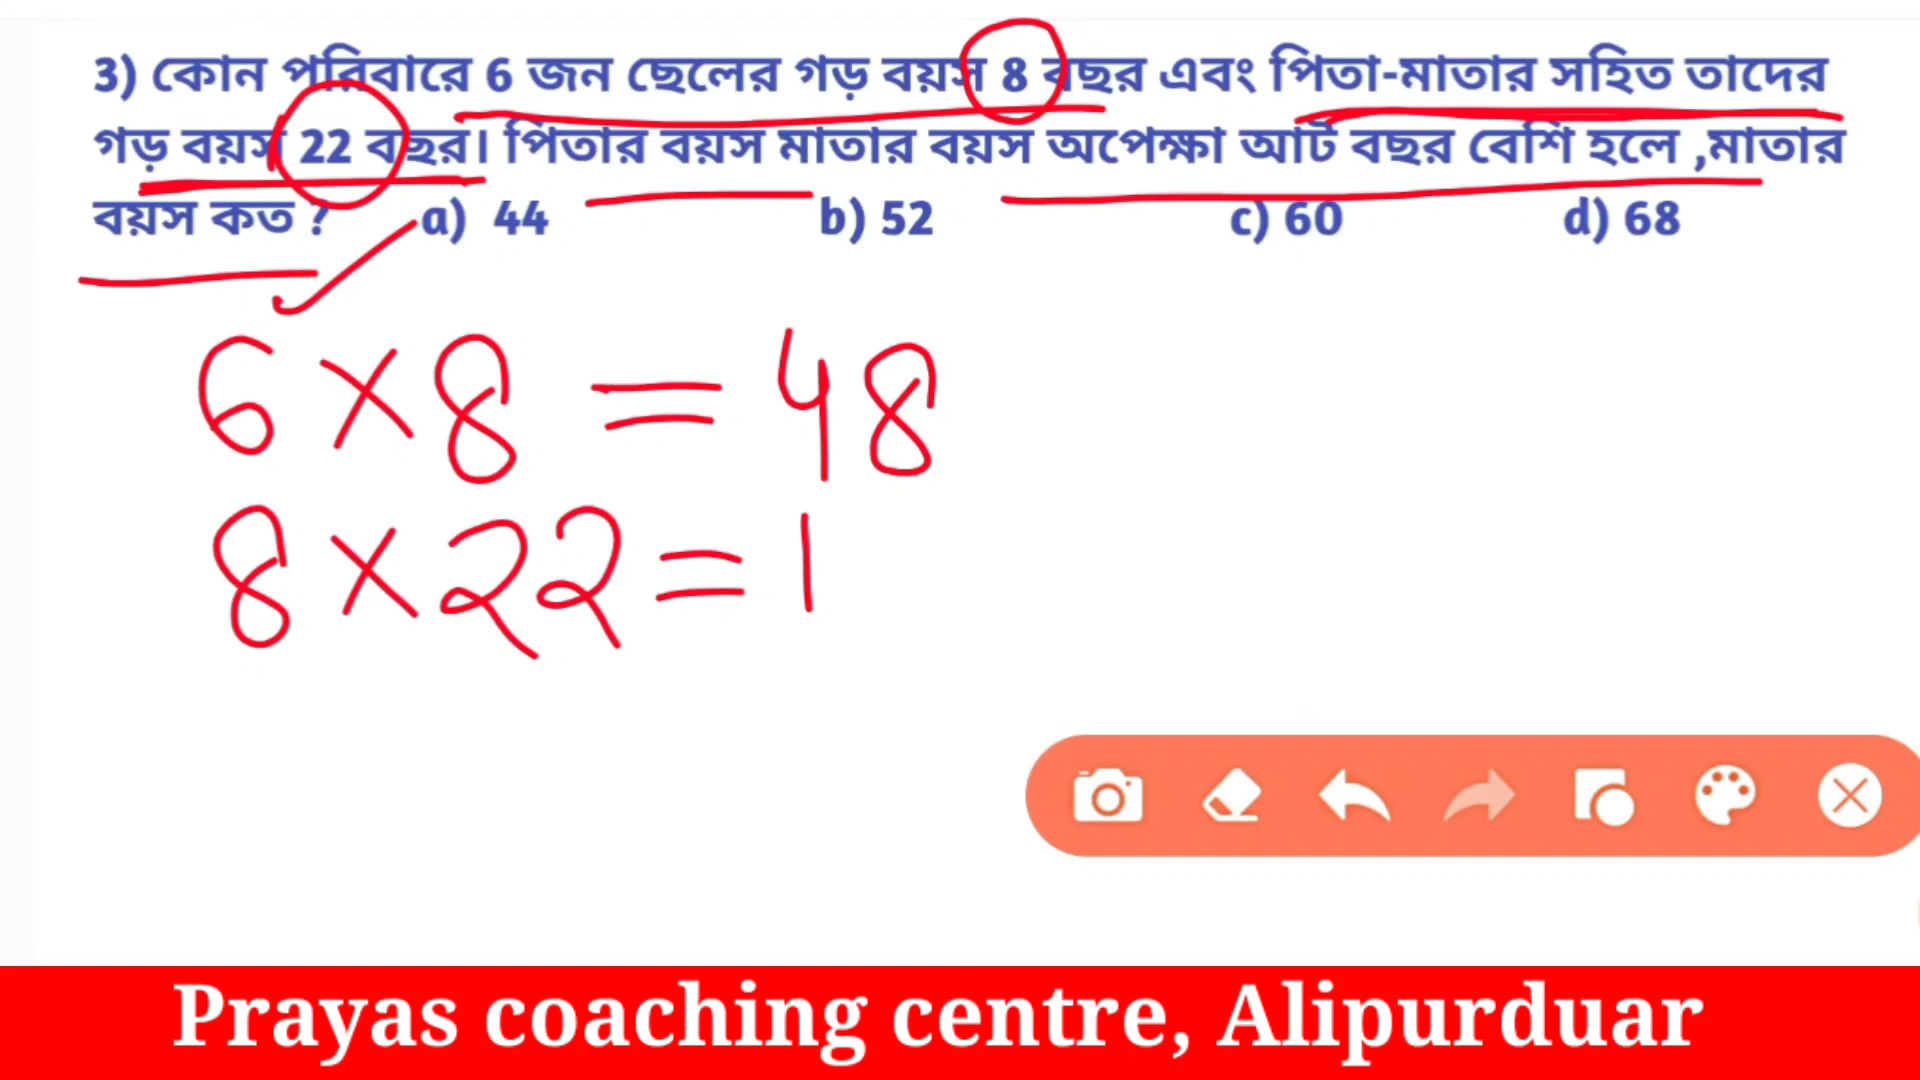 3) কোন পরিবারে 6 জন ছেলের গড় বয়স 8 বছর এবং পিতা-মাতার সহিত তাদের
গড় বয়স 22 বছর। পিতার বয়স মাতার বয়স অপেক্ষা আর্ট বছর বেশি হলে ,মাতার
বয়স কত ? a) 44 b) 52 c) 60 d) 68
6 × 8 = 48
8 × 22 = 1
Prayas coaching centre, Alipurduar